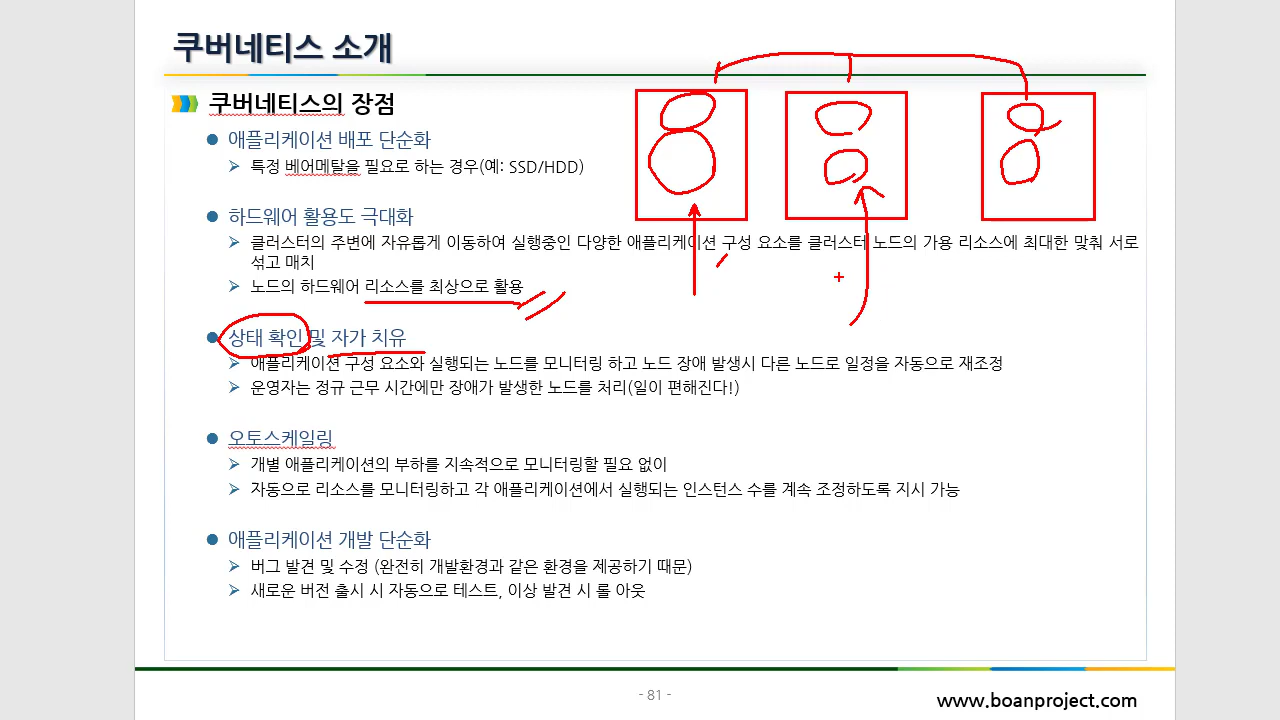 쿠버네티스 소개
쿠버네티스의 장점
애플리케이션 배포 단순화
특정 베어메탈을 필요로 하는 경우(예: SSD/HDD)
하드웨어 활용도 극대화
클러스터의 주변에 자유롭게 이동하여 실행중인 다양한 애플리케이션 구성 요소를 클러스터 노드의 가용 리소스에 최대한 맞춰 서로
섞고 매치
노드의 하드웨어 리소스를 최상으로 활용
상태 확인 및 자가 치유
애플리케이션 구성 요소와 실행되는 노드를 모니터링 하고 노드 장애 발생시 다른 노드로 일정을 자동으로 재조정
운영자는 정규 근무 시간에만 장애가 발생한 노드를 처리(일이 편해진다!)
오토스케일링
개별 애플리케이션의 부하를 지속적으로 모니터링할 필요 없이
자동으로 리소스를 모니터링하고 각 애플리케이션에서 실행되는 인스턴스 수를 계속 조정하도록 지시 가능
애플리케이션 개발 단순화
버그 발견 및 수정 (완전히 개발환경과 같은 환경을 제공하기 때문)
새로운 버전 출시 시 자동으로 테스트, 이상 발견 시 롤 아웃
- 81 -
www.boanproject.com